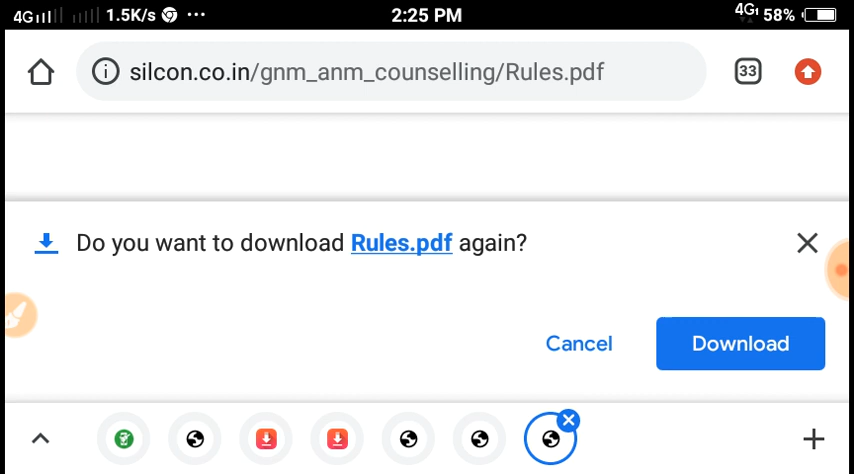 4G 1.5K/s ... 2:25 PM 4G 58%
silcon.co.in/gnm_anm_counselling/Rules.pdf 33
Do you want to download Rules.pdf again?
Cancel Download